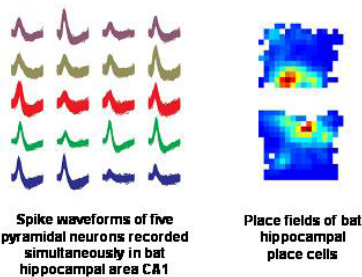 Spike waveforms of five
pyramidal neurons recorded
simultaneously in bat
hippocampal area CA1
Place fields of bat
hippocampal
place cells